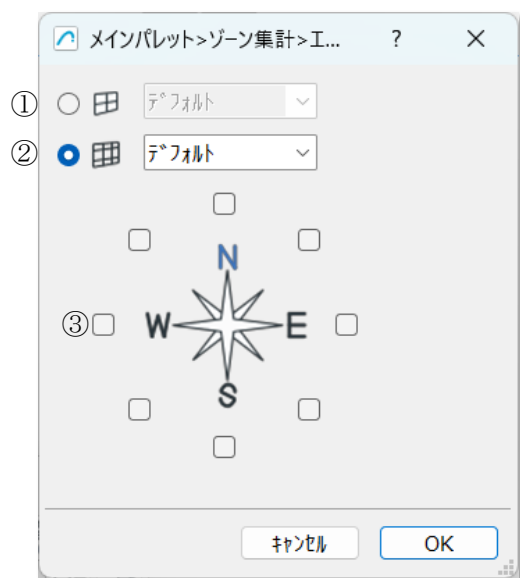 メインパレット>ゾーン集計>エ... ? ×
① ﾃﾞﾌｫﾙﾄ
② ﾃﾞﾌｫﾙﾄ
N
③ W E
S
ｷｬﾝｾﾙ OK